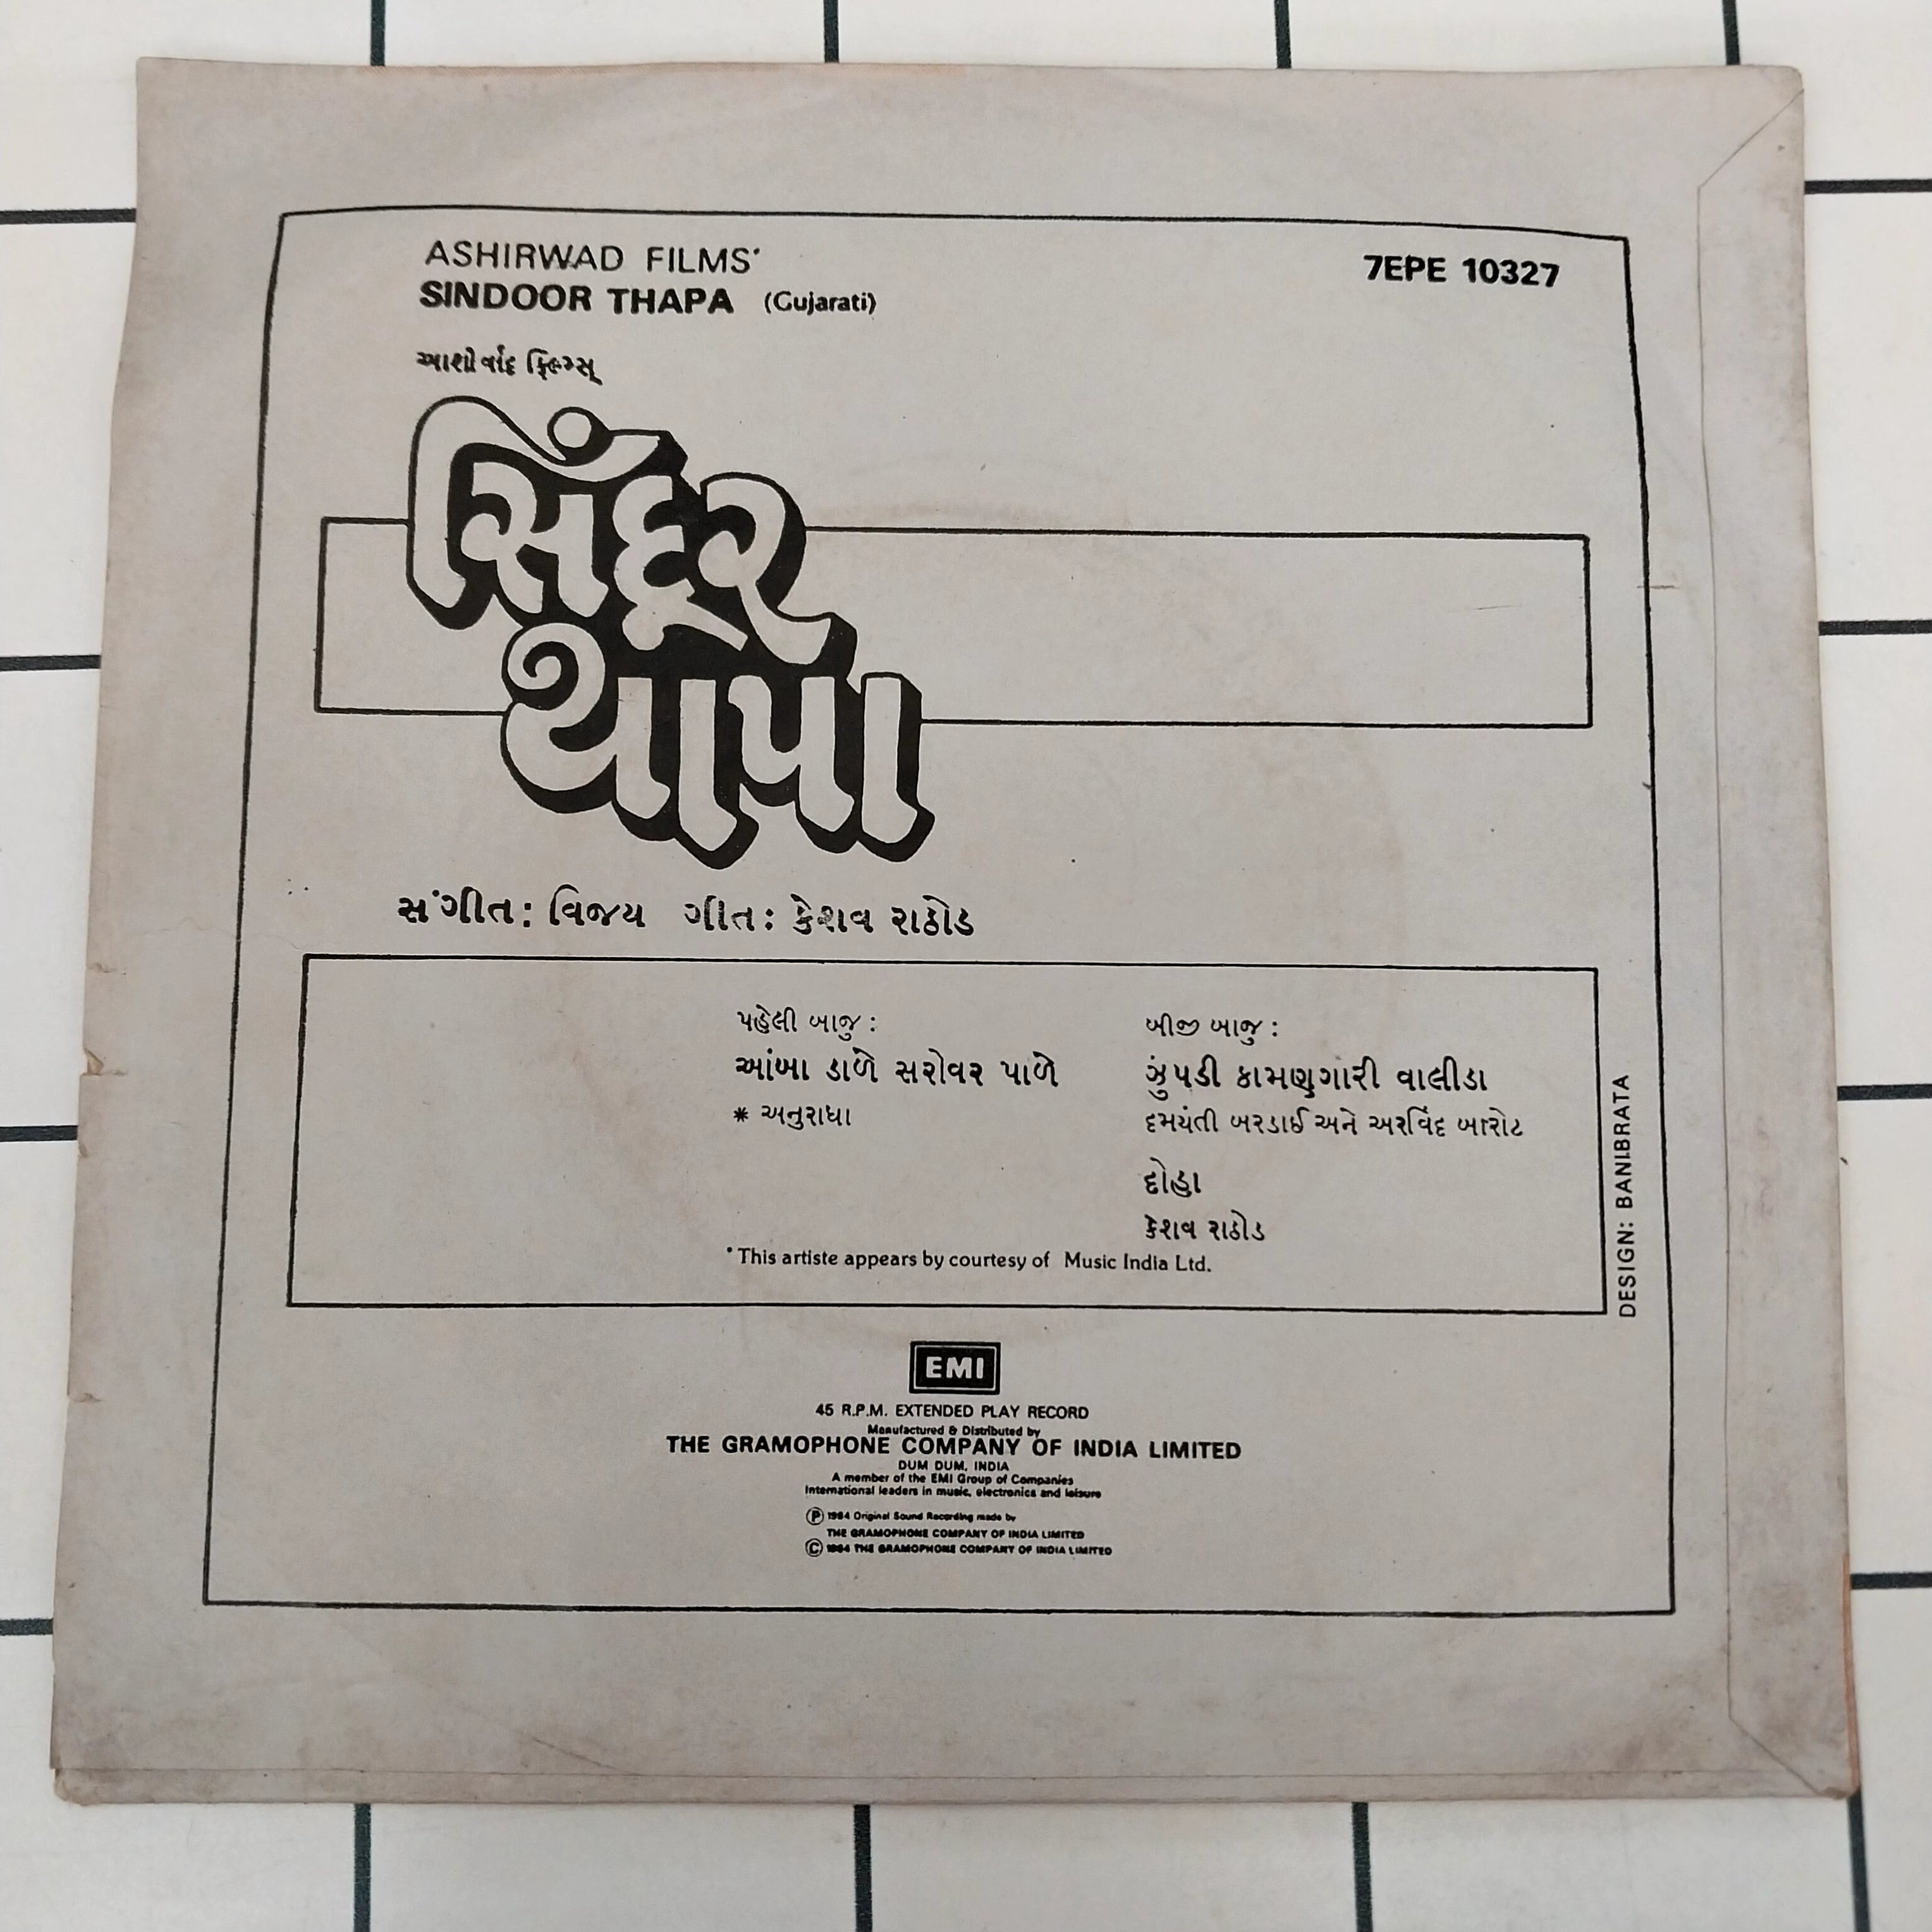 ASHIRWAD FILMS'
SINDOOR THAPA (Gujarati)
7EPE 10327
આશીર્વાદ ફિલ્મ્સ્
સિંદૂર
થાપા
સંગીત: વિજય ગીત: કેશવ રાઠોડ
પહેલી બાજુ :
આંબા ડાળે સરોવર પાળે
* અનુરાધા
બીજી બાજુ :
ઝુંપડી કામણગારી વાલીડા
દમયંતી બરડાઈ અને અરવિંદ બારોટ
દોહા
કેશવ રાઠોડ
*This artiste appears by courtesy of Music India Ltd.
DESIGN: BANIBRATA
EMI
45 R.P.M. EXTENDED PLAY RECORD
Manufactured & Distributed by
THE GRAMOPHONE COMPANY OF INDIA LIMITED
DUM DUM, INDIA
A member of the EMI Group of Companies
International leaders in music, electronics and leisure
Ⓟ 1984 Original Sound Recording made by
THE GRAMOPHONE COMPANY OF INDIA LIMITED
Ⓒ 1984 THE GRAMOPHONE COMPANY OF INDIA LIMITED